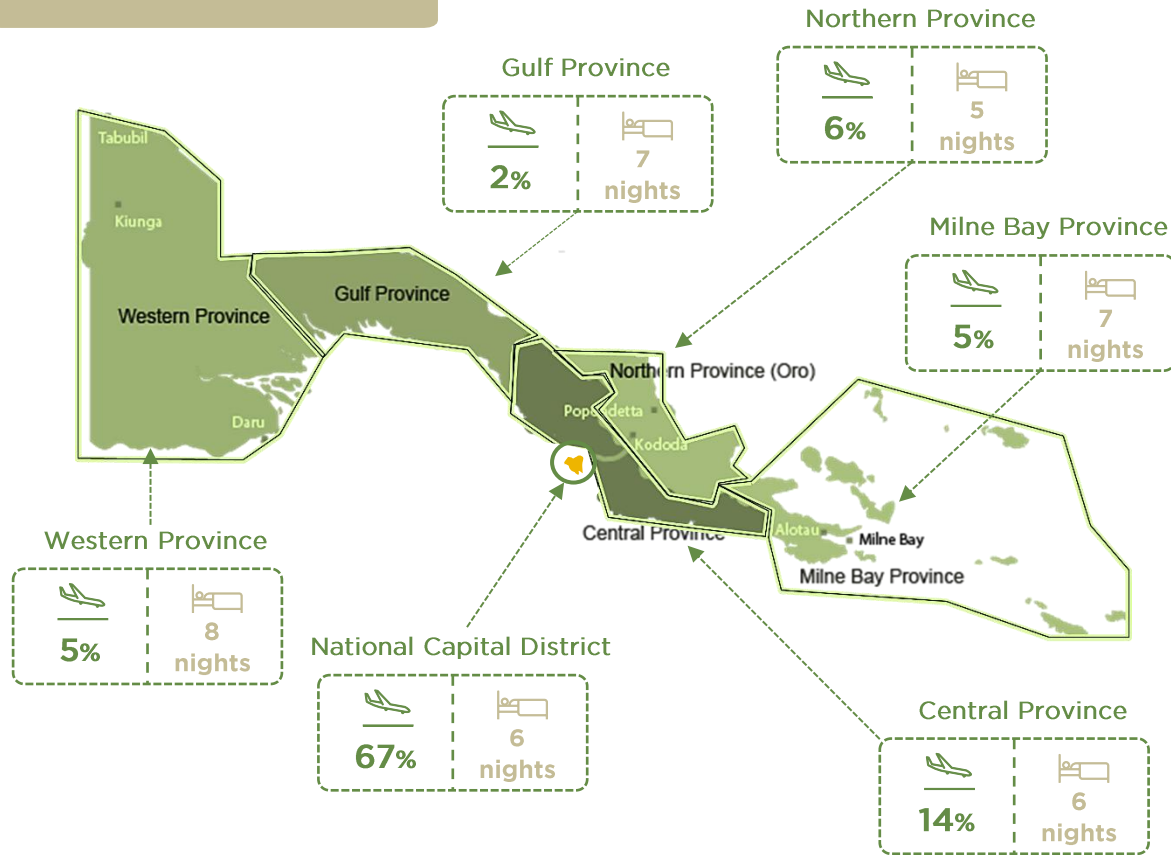 Northern Province
6%
5
nights
Gulf Province
2%
7
nights
Milne Bay Province
5%
7
nights
Tabubil
Kiunga
Western Province
Daru
Gulf Province
Northern Province (Oro)
Popondetta
Kododa
Central Province
Alotau
Milne Bay
Milne Bay Province
Western Province
5%
8
nights
National Capital District
67%
6
nights
Central Province
14%
6
nights